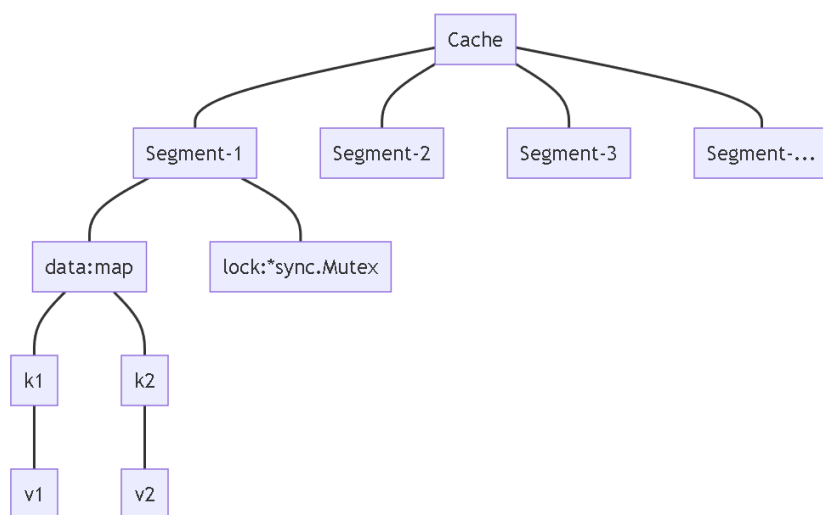 Cache
Segment-1
Segment-2
Segment-3
Segment-...
data:map
lock:*sync.Mutex
k1
k2
v1
v2